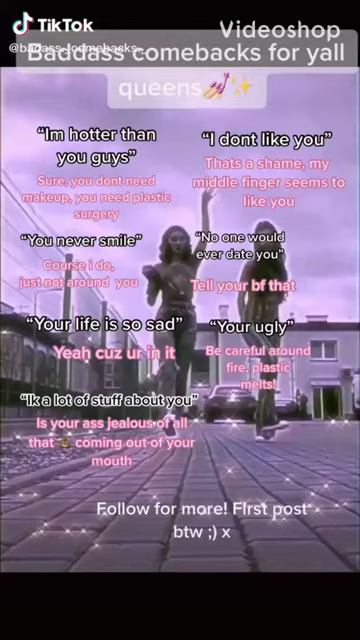 TikTok
Videoshop
@badass_comebacks_
Baddass comebacks for yall
queens💅✨
“Im hotter than
you guys”
Sure, you dont need
makeup, you need plastic
surgery
“I dont like you”
Thats a shame, my
middle finger seems to
like you
“You never smile”
Course i do,
just not around you
“No one would
ever date you”
Tell your bf that
“Your life is so sad”
Yeah cuz ur in it
“Your ugly”
Be careful around
fire, plastic
melts!
“Ik a lot of stuff about you”
Is your ass jealous of all
that 💩 coming out of your
mouth
Follow for more! First post
btw ;) x